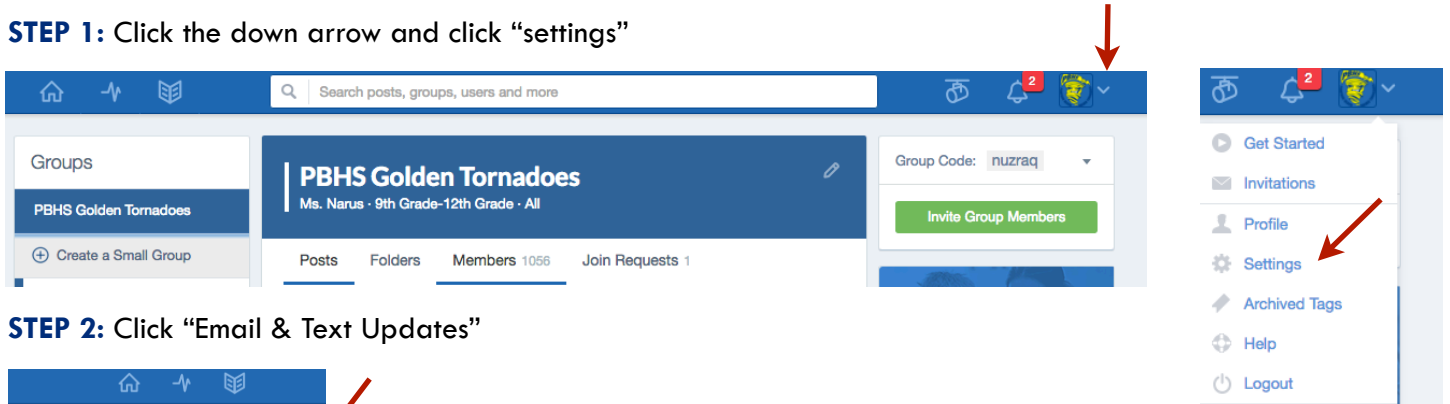 STEP 1: Click the down arrow and click “settings”
Search posts, groups, users and more
2
Groups
PBHS Golden Tornadoes
Create a Small Group
PBHS Golden Tornadoes
Ms. Narus · 9th Grade-12th Grade · All
Posts Folders Members 1056 Join Requests 1
Group Code: nuzraq
Invite Group Members
2
Get Started
Invitations
Profile
Settings
Archived Tags
Help
Logout
STEP 2: Click “Email & Text Updates”